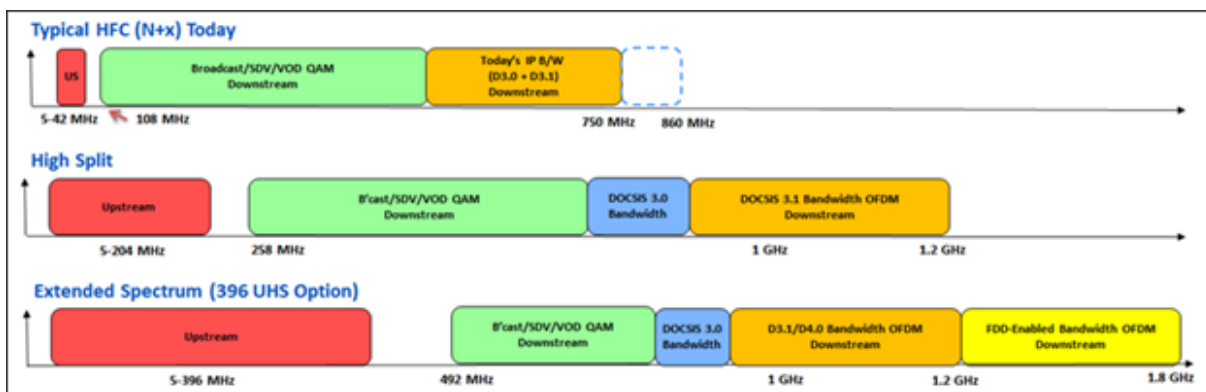 Typical HFC (N+x) Today
US
Broadcast/SDV/VOD QAM
Downstream
Today's IP B/W
(D3.0 + D3.1)
Downstream
5-42 MHz
108 MHz
750 MHz
860 MHz
High Split
Upstream
B'cast/SDV/VOD QAM
Downstream
DOCSIS 3.0
Bandwidth
DOCSIS 3.1 Bandwidth OFDM
Downstream
5-204 MHz
258 MHz
1 GHz
1.2 GHz
Extended Spectrum (396 UHS Option)
Upstream
B'cast/SDV/VOD QAM
Downstream
DOCSIS 3.0
Bandwidth
D3.1/D4.0 Bandwidth OFDM
Downstream
FDD-Enabled Bandwidth OFDM
Downstream
5-396 MHz
492 MHz
1 GHz
1.2 GHz
1.8 GHz